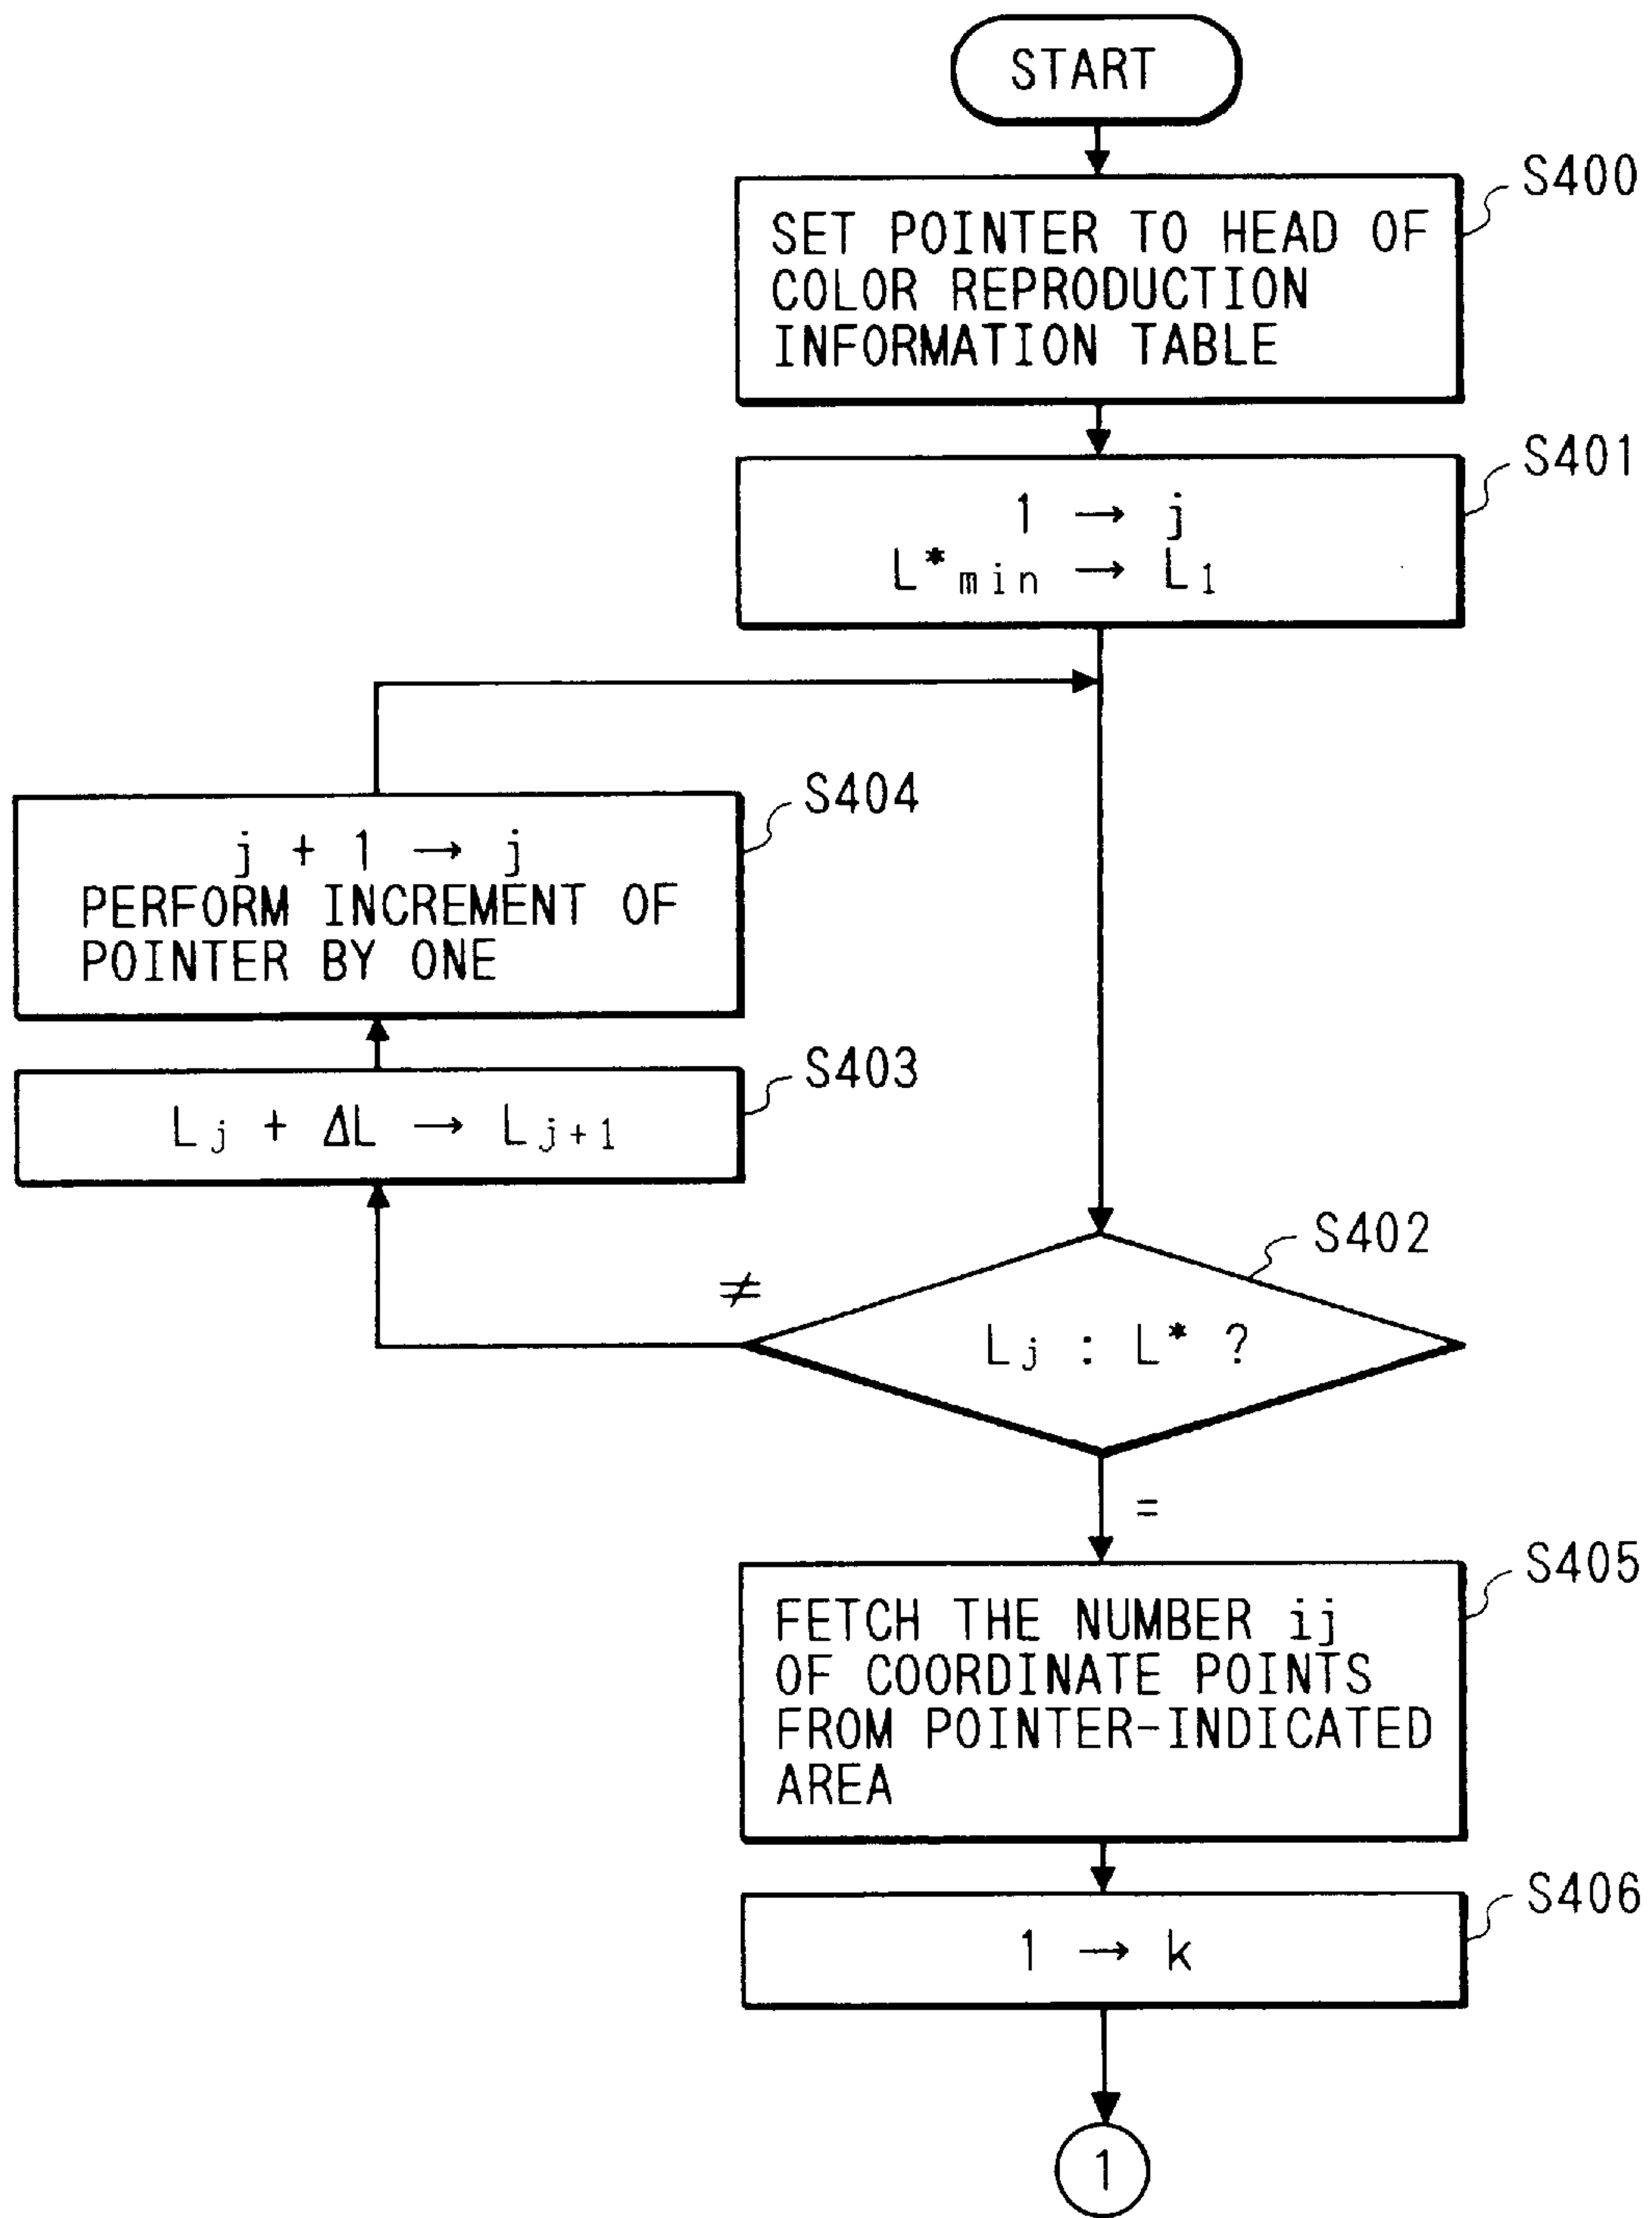 START
S400
SET POINTER TO HEAD OF
COLOR REPRODUCTION
INFORMATION TABLE
S401
1 → j
L*min → L1
S404
j + 1 → j
PERFORM INCREMENT OF
POINTER BY ONE
S403
Lj + ΔL → Lj+1
S402
≠
Lj : L* ?
=
S405
FETCH THE NUMBER ij
OF COORDINATE POINTS
FROM POINTER-INDICATED
AREA
S406
1 → k
1